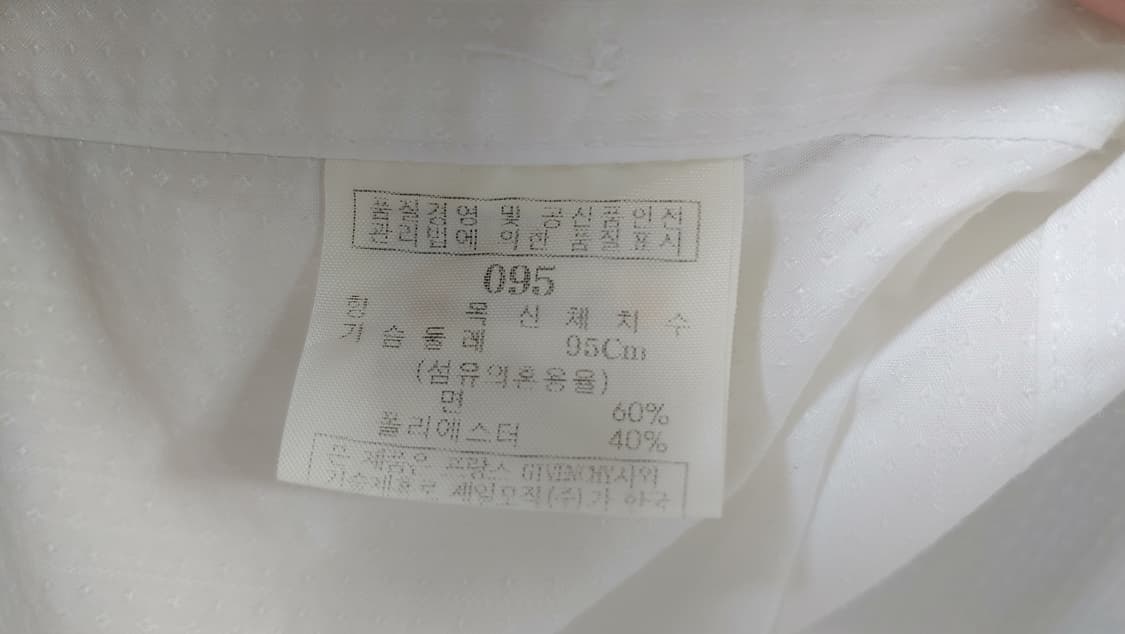 품질경영 및 공산품안전
관리법에 의한 품질표시
095
항 목 신 체 치 수
가 슴 둘 레 95Cm
(섬유의혼용율)
면 60%
폴리에스터 40%
본 제품은 프랑스 GIVENCHY사와
기술제휴로 제일모직(주)가 한국